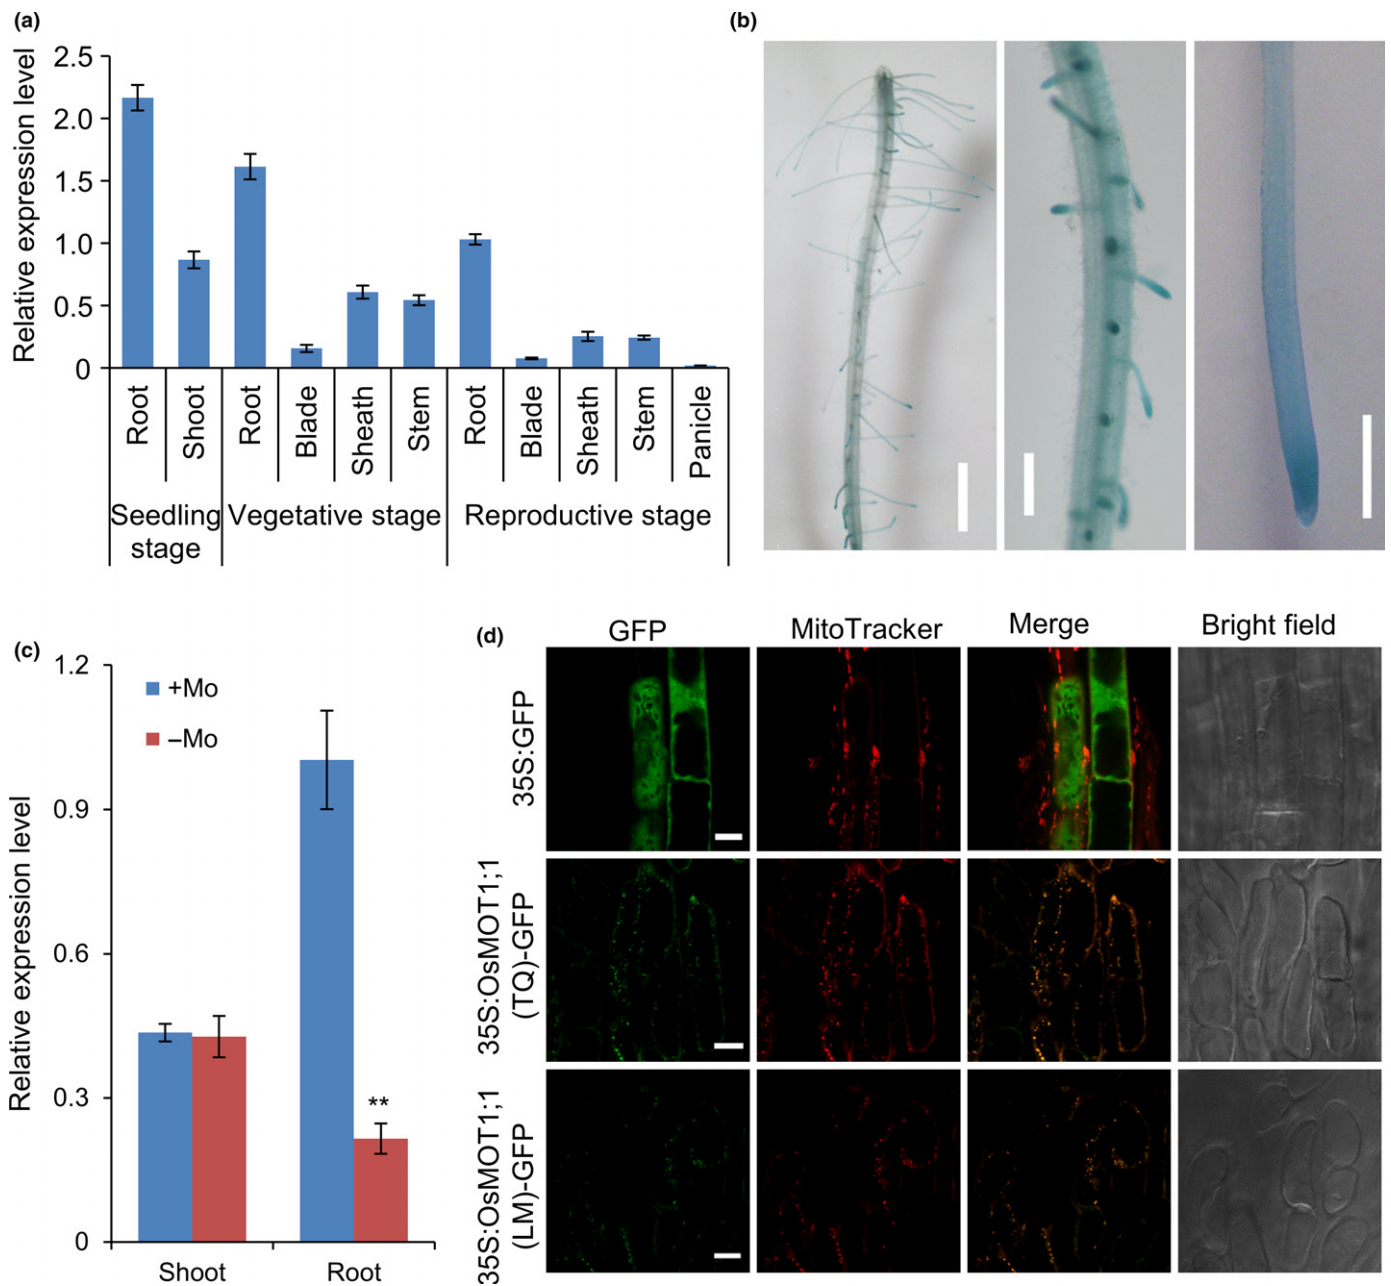 (a)
Relative expression level
2.5
2.0
1.5
1.0
0.5
0
Root
Shoot
Root
Blade
Sheath
Stem
Root
Blade
Sheath
Stem
Panicle
Seedling
stage
Vegetative stage
Reproductive stage
(b)
(c)
Relative expression level
1.2
0.9
0.6
0.3
0
+Mo
–Mo
**
Shoot
Root
(d)
GFP
MitoTracker
Merge
Bright field
35S:GFP
35S:OsMOT1;1
(TQ)-GFP
35S:OsMOT1;1
(LM)-GFP